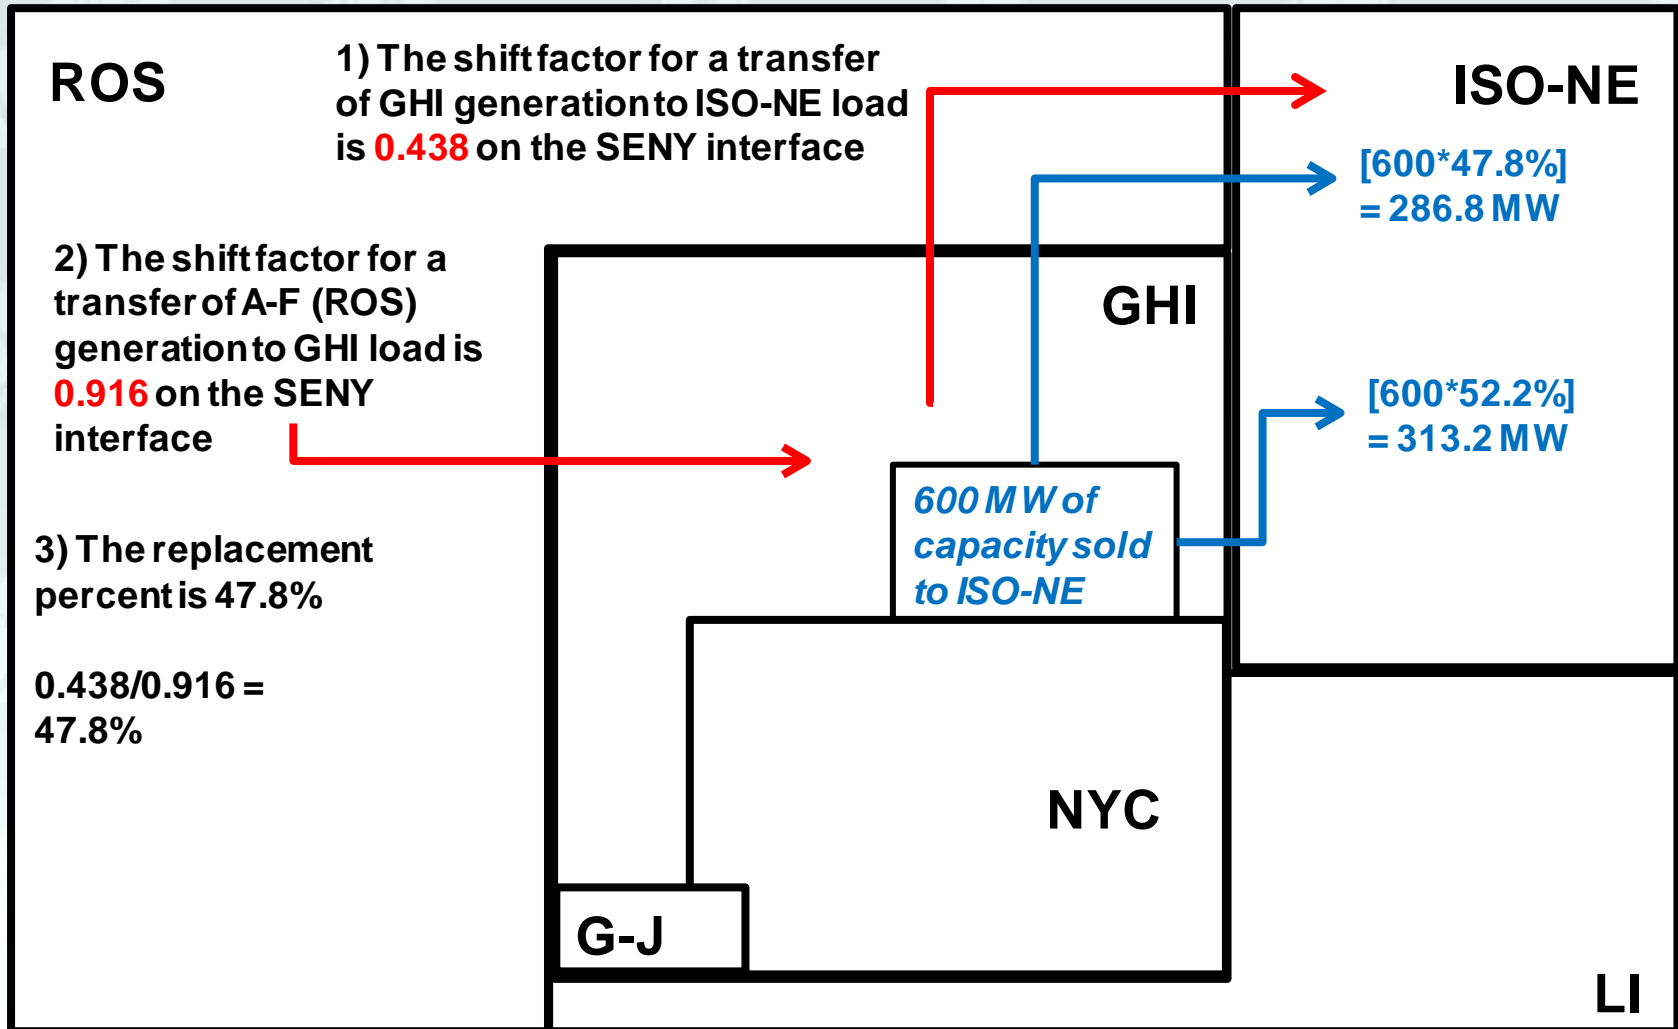 ROS
1) The shift factor for a transfer
of GHI generation to ISO-NE load
is 0.438 on the SENY interface
ISO-NE
[600*47.8%]
= 286.8 MW
2) The shift factor for a
transfer of A-F (ROS)
generation to GHI load is
0.916 on the SENY
interface
GHI
[600*52.2%]
= 313.2 MW
600 MW of
capacity sold
to ISO-NE
3) The replacement
percent is 47.8%
0.438/0.916 =
47.8%
NYC
G-J
LI